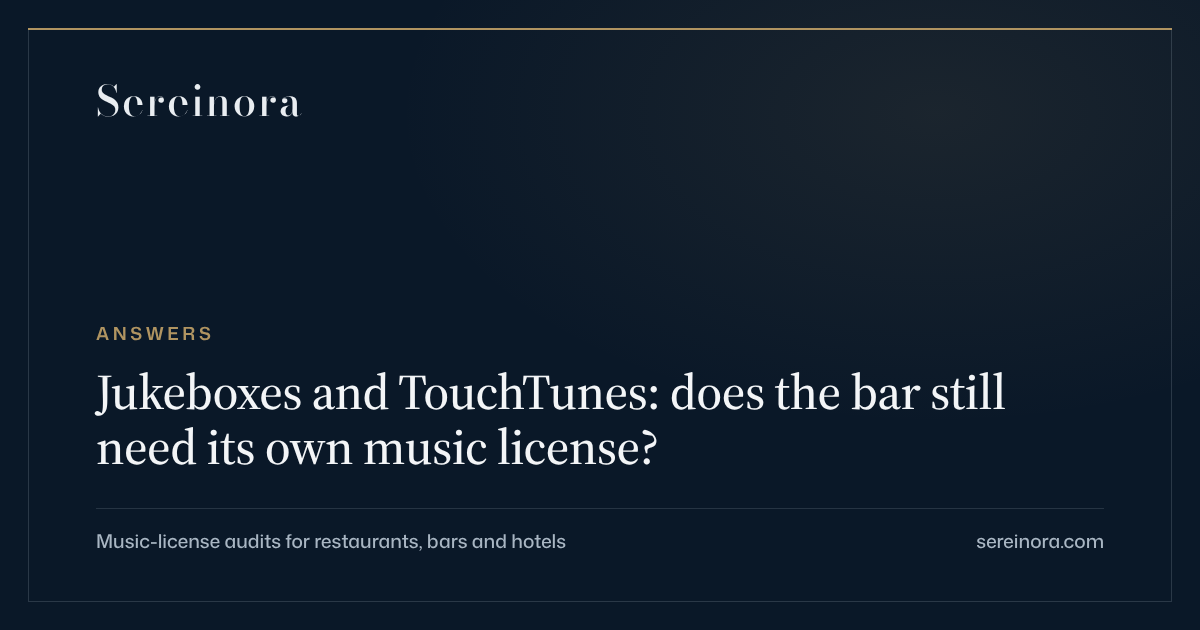 Sereinora
ANSWERS
Jukeboxes and TouchTunes: does the bar still
need its own music license?
Music-license audits for restaurants, bars and hotels
sereinora.com